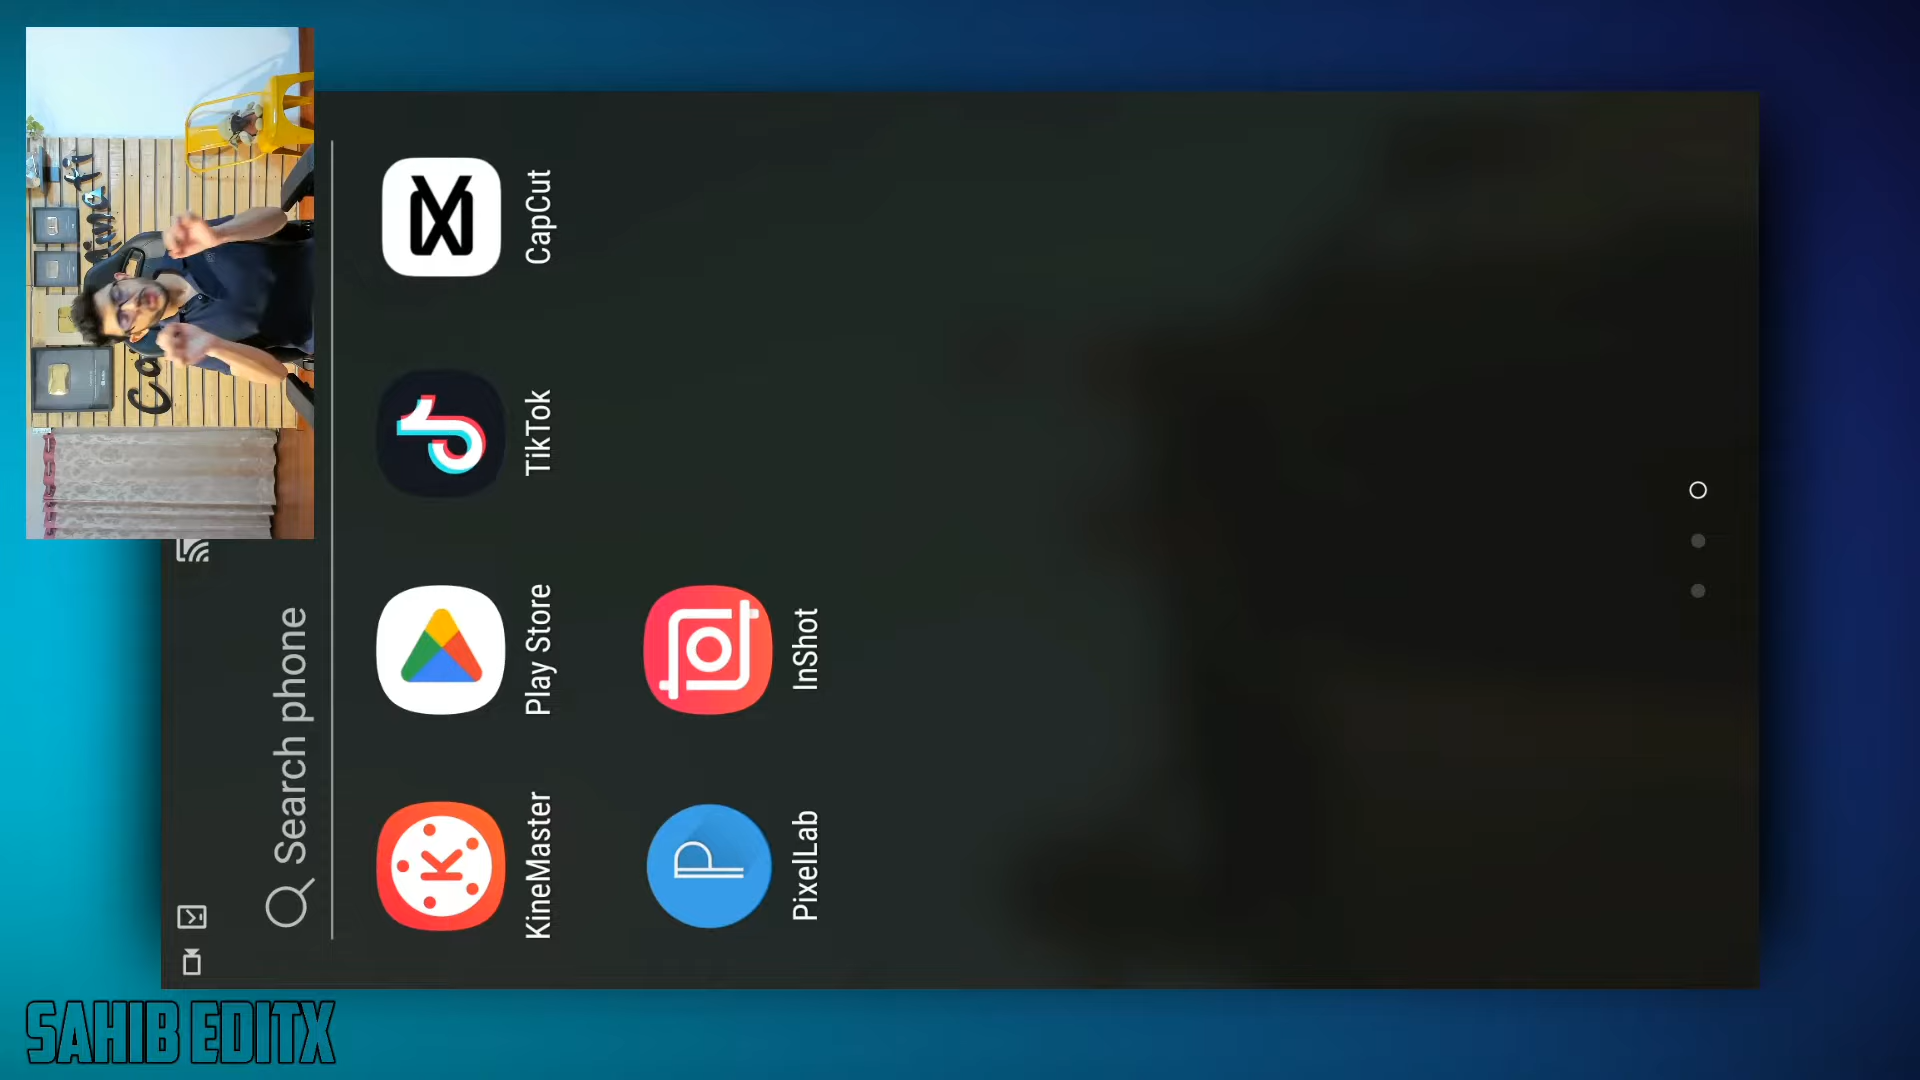 Search phone
KineMaster
Play Store
TikTok
CapCut
PixelLab
InShot
SAHIB EDITX